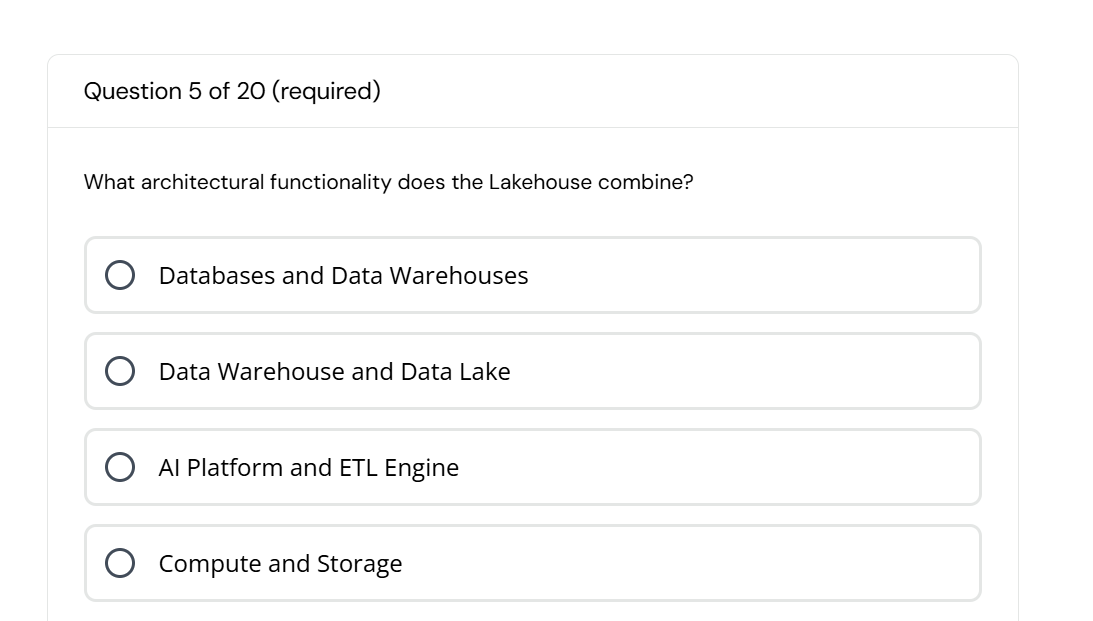 Question 5 of 20 (required)
What architectural functionality does the Lakehouse combine?
Databases and Data Warehouses
Data Warehouse and Data Lake
AI Platform and ETL Engine
Compute and Storage